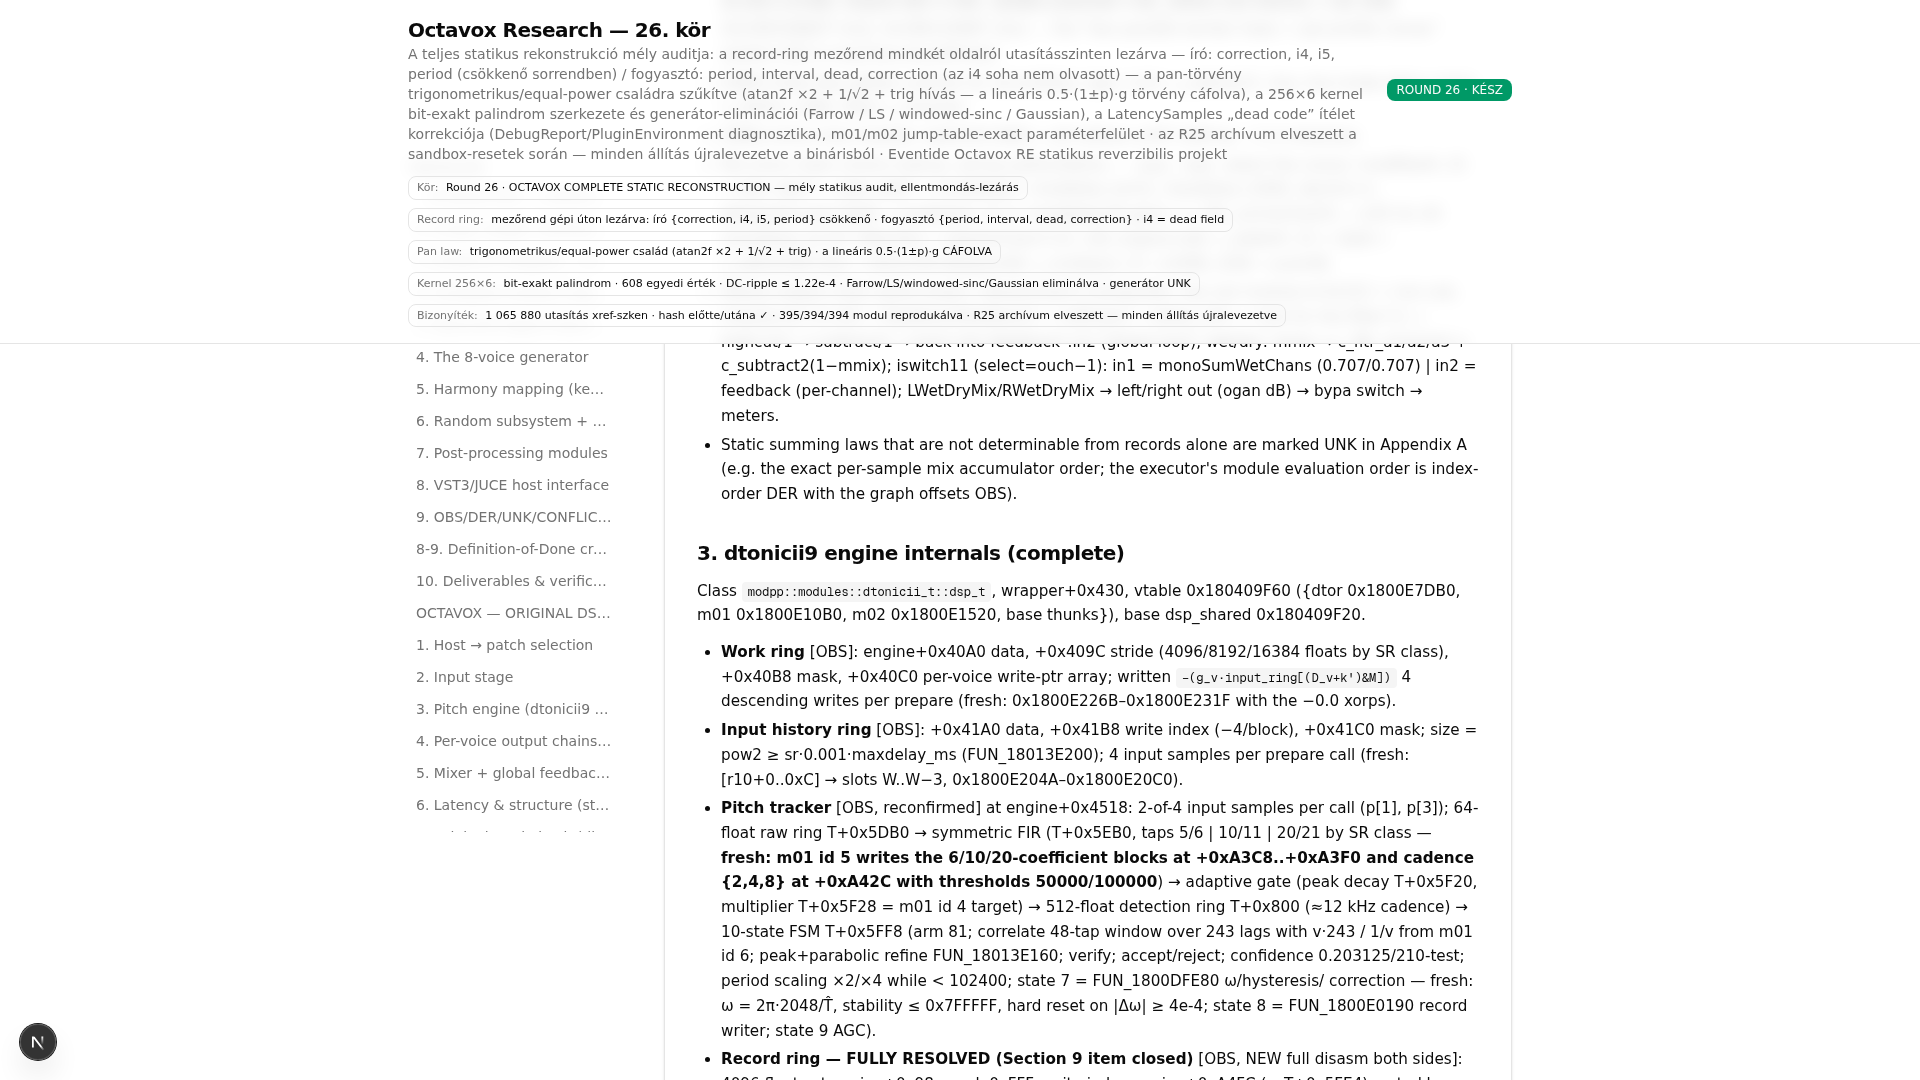 Octavox Research — 26. kör
A teljes statikus rekonstrukció mély auditja: a record-ring mezőrend mindkét oldalról utasításszinten lezárva — író: correction, i4, i5,
period (csökkenő sorrendben) / fogyasztó: period, interval, dead, correction (az i4 soha nem olvasott) — a pan-törvény
trigonometrikus/equal-power családra szűkítve (atan2f ×2 + 1/√2 + trig hívás — a lineáris 0.5·(1±p)·g törvény cáfolva), a 256×6 kernel
bit-exakt palindrom szerkezete és generátor-eliminációi (Farrow / LS / windowed-sinc / Gaussian), a LatencySamples „dead code” ítélet
korrekciója (DebugReport/PluginEnvironment diagnosztika), m01/m02 jump-table-exact paraméterfelület · az R25 archívum elveszett a
sandbox-resetek során — minden állítás újralevezetve a binárisból · Eventide Octavox RE statikus reverzibilis projekt
ROUND 26 · KÉSZ
Kör: Round 26 · OCTAVOX COMPLETE STATIC RECONSTRUCTION — mély statikus audit, ellentmondás-lezárás
Record ring: mezőrend gépi úton lezárva: író {correction, i4, i5, period} csökkenő · fogyasztó {period, interval, dead, correction} · i4 = dead field
Pan law: trigonometrikus/equal-power család (atan2f ×2 + 1/√2 + trig) · a lineáris 0.5·(1±p)·g CÁFOLVA
Kernel 256×6: bit-exakt palindrom · 608 egyedi érték · DC-ripple ≤ 1.22e-4 · Farrow/LS/windowed-sinc/Gaussian eliminálva · generátor UNK
Bizonyíték: 1 065 880 utasítás xref-szken · hash előtte/utána ✓ · 395/394/394 modul reprodukálva · R25 archívum elveszett — minden állítás újralevezetve
4. The 8-voice generator
5. Harmony mapping (ke…
6. Random subsystem + …
7. Post-processing modules
8. VST3/JUCE host interface
9. OBS/DER/UNK/CONFLIC…
8-9. Definition-of-Done cr…
10. Deliverables & verific…
OCTAVOX — ORIGINAL DS…
1. Host → patch selection
2. Input stage
3. Pitch engine (dtonicii9 …
4. Per-voice output chains…
5. Mixer + global feedbac…
6. Latency & structure (st…
c_subtract2(1−mmix); iswitch11 (select=ouch−1): in1 = monoSumWetChans (0.707/0.707) | in2 =
feedback (per-channel); LWetDryMix/RWetDryMix → left/right out (ogan dB) → bypa switch →
meters.
• Static summing laws that are not determinable from records alone are marked UNK in Appendix A
(e.g. the exact per-sample mix accumulator order; the executor's module evaluation order is index-
order DER with the graph offsets OBS).
3. dtonicii9 engine internals (complete)
Class modpp::modules::dtonicii_t::dsp_t, wrapper+0x430, vtable 0x180409F60 ({dtor 0x1800E7DB0,
m01 0x1800E10B0, m02 0x1800E1520, base thunks}), base dsp_shared 0x180409F20.
• Work ring [OBS]: engine+0x40A0 data, +0x409C stride (4096/8192/16384 floats by SR class),
+0x40B8 mask, +0x40C0 per-voice write-ptr array; written −(g_v·input_ring[(D_v+k')&M]) 4
descending writes per prepare (fresh: 0x1800E226B–0x1800E231F with the −0.0 xorps).
• Input history ring [OBS]: +0x41A0 data, +0x41B8 write index (−4/block), +0x41C0 mask; size =
pow2 ≥ sr·0.001·maxdelay_ms (FUN_18013E200); 4 input samples per prepare call (fresh:
[r10+0..0xC] → slots W..W−3, 0x1800E204A–0x1800E20C0).
• Pitch tracker [OBS, reconfirmed] at engine+0x4518: 2-of-4 input samples per call (p[1], p[3]); 64-
float raw ring T+0x5DB0 → symmetric FIR (T+0x5EB0, taps 5/6 | 10/11 | 20/21 by SR class —
fresh: m01 id 5 writes the 6/10/20-coefficient blocks at +0xA3C8..+0xA3F0 and cadence
{2,4,8} at +0xA42C with thresholds 50000/100000) → adaptive gate (peak decay T+0x5F20,
multiplier T+0x5F28 = m01 id 4 target) → 512-float detection ring T+0x800 (≈12 kHz cadence) →
10-state FSM T+0x5FF8 (arm 81; correlate 48-tap window over 243 lags with v·243 / 1/v from m01
id 6; peak+parabolic refine FUN_18013E160; verify; accept/reject; confidence 0.203125/210-test;
period scaling ×2/×4 while < 102400; state 7 = FUN_1800DFE80 ω/hysteresis/ correction — fresh:
ω = 2π·2048/T̂, stability ≤ 0x7FFFFF, hard reset on |Δω| ≥ 4e-4; state 8 = FUN_1800E0190 record
writer; state 9 AGC).
• Record ring — FULLY RESOLVED (Section 9 item closed) [OBS, NEW full disasm both sides]: